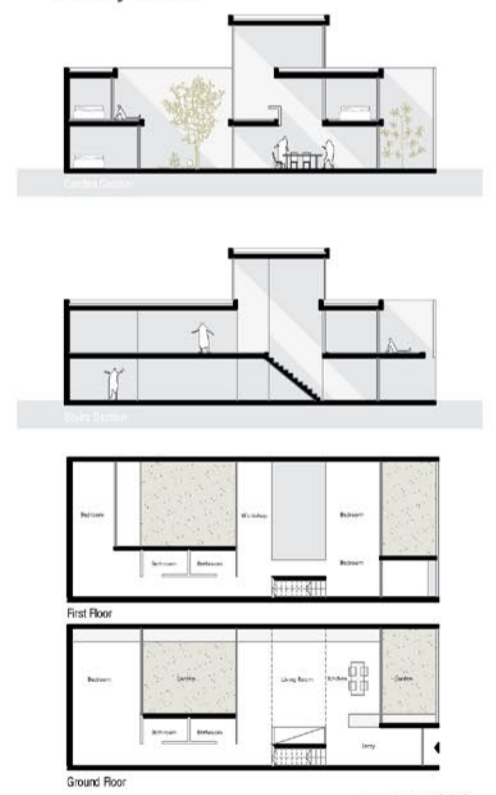 Garden Section
Stairs Section
Bedroom
Workshop
Bedroom
Bathroom
Bathroom
Bedroom
First Floor
Bedroom
Garden
Living Room
Kitchen
Garden
Bathroom
Bathroom
Entry
Ground Floor